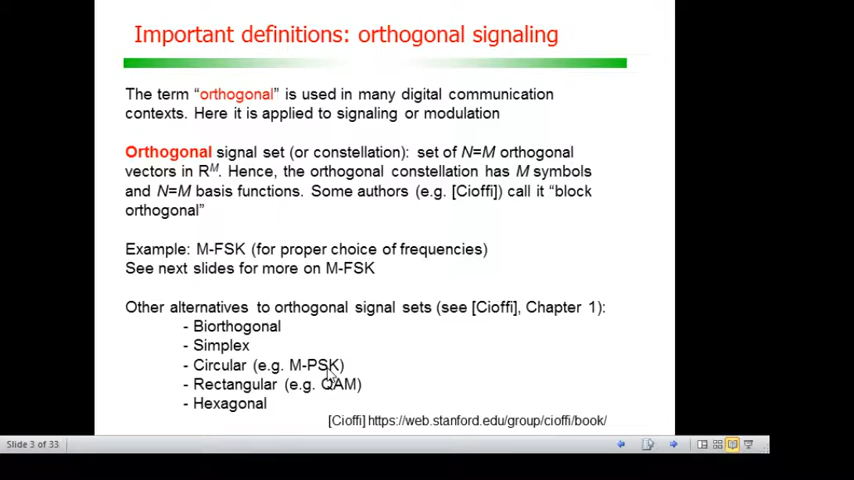 Important definitions: orthogonal signaling
The term “orthogonal” is used in many digital communication
contexts. Here it is applied to signaling or modulation
Orthogonal signal set (or constellation): set of N=M orthogonal
vectors in Rᴹ. Hence, the orthogonal constellation has M symbols
and N=M basis functions. Some authors (e.g. [Cioffi]) call it “block
orthogonal”
Example: M-FSK (for proper choice of frequencies)
See next slides for more on M-FSK
Other alternatives to orthogonal signal sets (see [Cioffi], Chapter 1):
- Biorthogonal
- Simplex
- Circular (e.g. M-PSK)
- Rectangular (e.g. QAM)
- Hexagonal
[Cioffi] https://web.stanford.edu/group/cioffi/book/
Slide 3 of 33